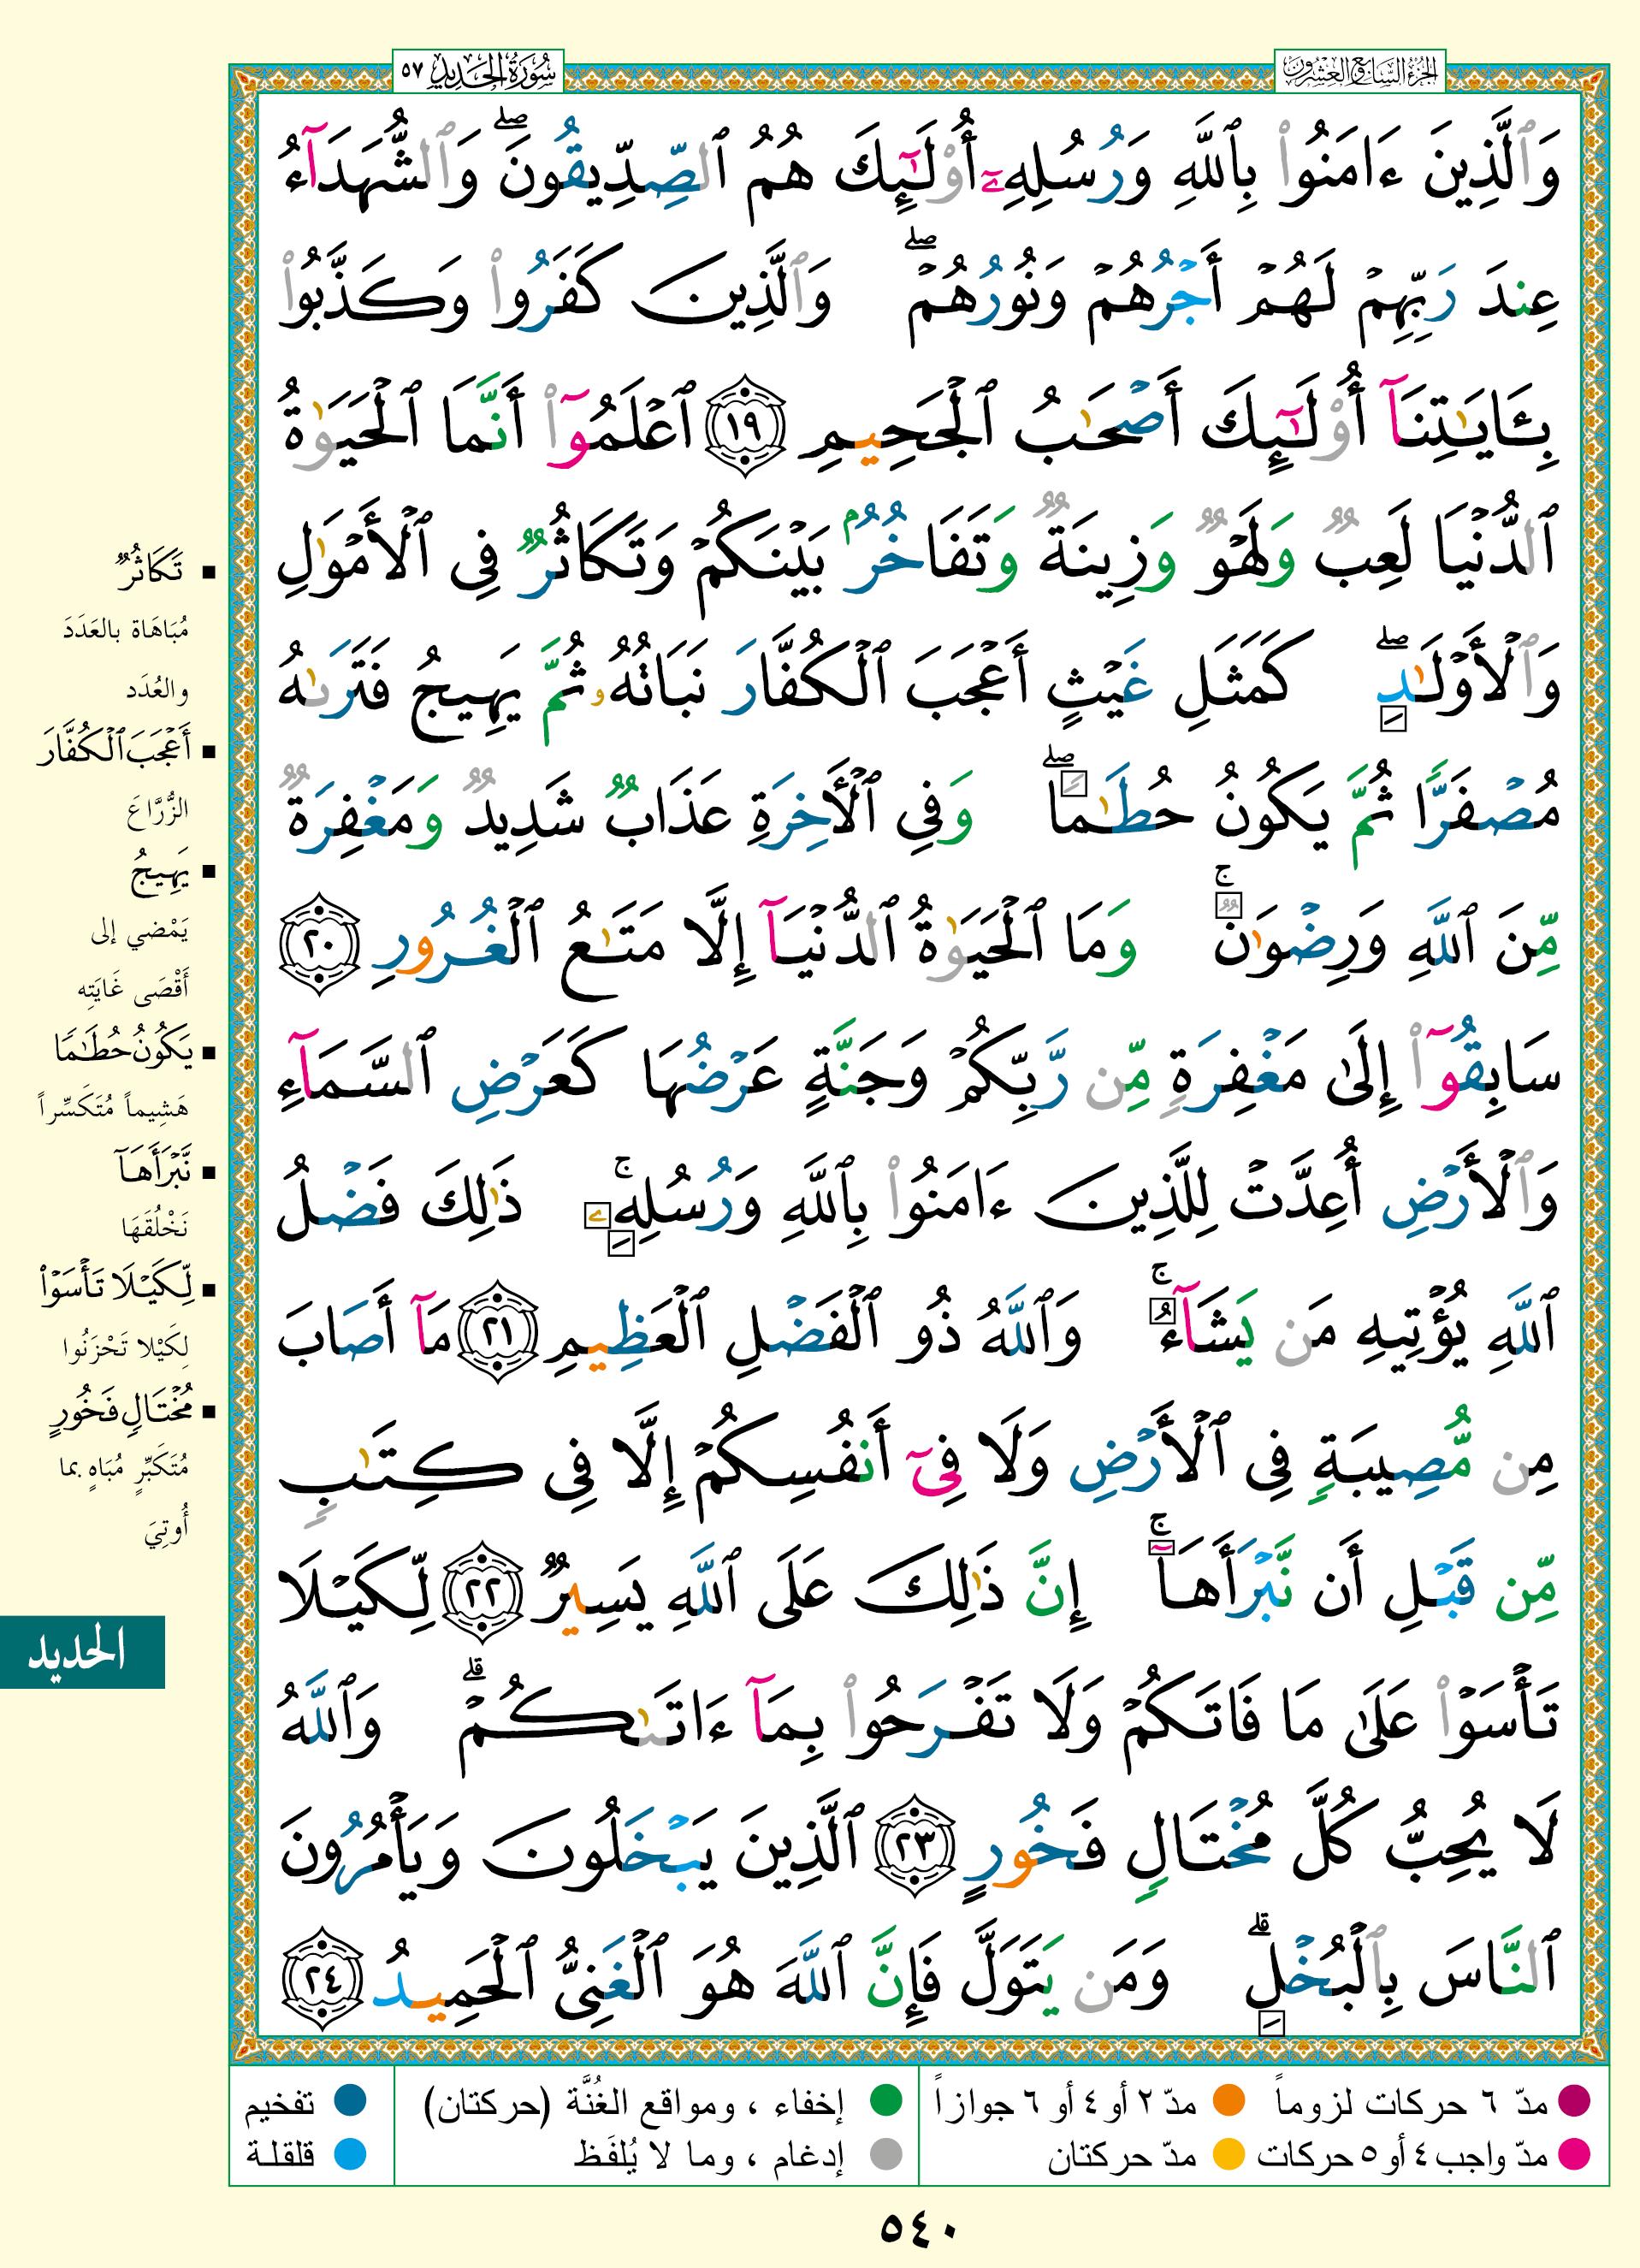 الجزء السابع العشرون
سورة الحديد ٥٧
وَٱلَّذِينَ ءَامَنُوا۟ بِٱللَّهِ وَرُسُلِهِۦٓ أُو۟لَـٰٓئِكَ هُمُ ٱلصِّدِّيقُونَ ۖ وَٱلشُّهَدَآءُ
عِندَ رَبِّهِمْ لَهُمْ أَجْرُهُمْ وَنُورُهُمْ ۖ وَٱلَّذِينَ كَفَرُوا۟ وَكَذَّبُوا۟
بِـَٔايَـٰتِنَآ أُو۟لَـٰٓئِكَ أَصْحَـٰبُ ٱلْجَحِيمِ ١٩ ٱعْلَمُوٓا۟ أَنَّمَا ٱلْحَيَوٰةُ
ٱلدُّنْيَا لَعِبٌ وَلَهْوٌ وَزِينَةٌ وَتَفَاخُرٌۢ بَيْنَكُمْ وَتَكَاثُرٌ فِى ٱلْأَمْوَٰلِ
وَٱلْأَوْلَـٰدِ ۖ كَمَثَلِ غَيْثٍ أَعْجَبَ ٱلْكُفَّارَ نَبَاتُهُۥ ثُمَّ يَهِيجُ فَتَرَىٰهُ
مُصْفَرًّا ثُمَّ يَكُونُ حُطَـٰمًا ۖ وَفِى ٱلْأَخِرَةِ عَذَابٌ شَدِيدٌ وَمَغْفِرَةٌ
مِّنَ ٱللَّهِ وَرِضْوَٰنٌ ۚ وَمَا ٱلْحَيَوٰةُ ٱلدُّنْيَآ إِلَّا مَتَـٰعُ ٱلْغُرُورِ ٢٠
سَابِقُوٓا۟ إِلَىٰ مَغْفِرَةٍ مِّن رَّبِّكُمْ وَجَنَّةٍ عَرْضُهَا كَعَرْضِ ٱلسَّمَآءِ
وَٱلْأَرْضِ أُعِدَّتْ لِلَّذِينَ ءَامَنُوا۟ بِٱللَّهِ وَرُسُلِهِۦ ۚ ذَٰلِكَ فَضْلُ
ٱللَّهِ يُؤْتِيهِ مَن يَشَآءُ ۚ وَٱللَّهُ ذُو ٱلْفَضْلِ ٱلْعَظِيمِ ٢١ مَآ أَصَابَ
مِن مُّصِيبَةٍ فِى ٱلْأَرْضِ وَلَا فِىٓ أَنفُسِكُمْ إِلَّا فِى كِتَـٰبٍ
مِّن قَبْلِ أَن نَّبْرَأَهَآ ۚ إِنَّ ذَٰلِكَ عَلَى ٱللَّهِ يَسِيرٌ ٢٢ لِّكَيْلَا
تَأْسَوْا۟ عَلَىٰ مَا فَاتَكُمْ وَلَا تَفْرَحُوا۟ بِمَآ ءَاتَىٰكُمْ ۗ وَٱللَّهُ
لَا يُحِبُّ كُلَّ مُخْتَالٍ فَخُورٍ ٢٣ ٱلَّذِينَ يَبْخَلُونَ وَيَأْمُرُونَ
ٱلنَّاسَ بِٱلْبُخْلِ ۗ وَمَن يَتَوَلَّ فَإِنَّ ٱللَّهَ هُوَ ٱلْغَنِىُّ ٱلْحَمِيدُ ٢٤
▪ تَكَاثُرٌ
مُبَاهَاة بالعَدَدَ
والعُدَد
▪ أَعْجَبَ ٱلْكُفَّارَ
الزُّرَّاعَ
▪ يَهِيجُ
يَمْضي إلى
أَقْصَى غَايَتِه
▪ يَكُونُ حُطَـٰمًا
هَشِيماً مُتَكَسِّراً
▪ نَّبْرَأَهَآ
نَخْلُقَهَا
▪ لِّكَيْلَا تَأْسَوْا۟
لِكَيْلا تَحْزَنُوا
▪ مُخْتَالٍ فَخُورٍ
مُتَكَبِّرٍ مُبَاهٍ بما
أُوتِيَ
الحديد
مدّ ٦ حركات لزوماً مدّ ٢ أو ٤ أو ٦ جوازاً إخفاء ، ومواقع الغُنَّة (حركتان) تفخيم
مدّ واجب ٤ أو ٥ حركات مدّ حركتان إدغام ، وما لا يُلفَظ قلقلة
٥٤٠